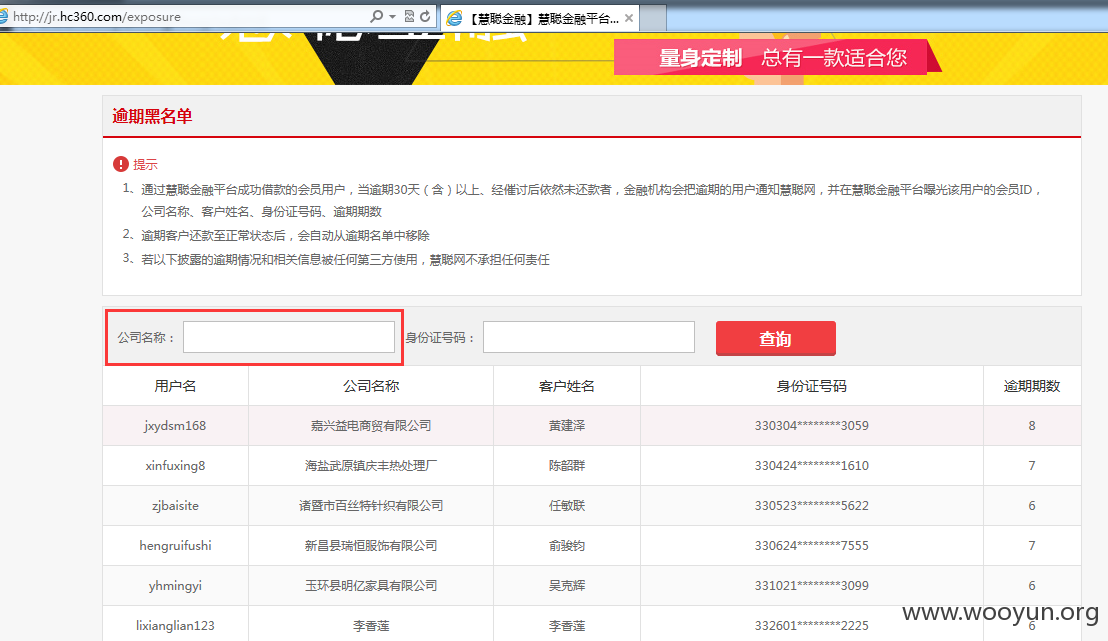 http://jr.hc360.com/exposure
【慧聪金融】慧聪金融平台...
量身定制 总有一款适合您
逾期黑名单
提示
1、通过慧聪金融平台成功借款的会员用户，当逾期30天（含）以上、经催讨后依然未还款者，金融机构会把逾期的用户通知慧聪网，并在慧聪金融平台曝光该用户的会员ID，
公司名称、客户姓名、身份证号码、逾期期数
2、逾期客户还款至正常状态后，会自动从逾期名单中移除
3、若以下披露的逾期情况和相关信息被任何第三方使用，慧聪网不承担任何责任
公司名称： 身份证号码： 查询
用户名 公司名称 客户姓名 身份证号码 逾期期数
jxydsm168 嘉兴益电商贸有限公司 黄建泽 330304********3059 8
xinfuxing8 海盐武原镇庆丰热处理厂 陈韶群 330424********1610 7
zjbaisite 诸暨市百丝特针织有限公司 任敏联 330523********5622 6
hengruifushi 新昌县瑞恒服饰有限公司 俞骏钧 330624********7555 7
yhmingyi 玉环县明亿家具有限公司 吴克辉 331021********3099 6
lixianglian123 李香莲 李香莲 332601********2225 6
www.wooyun.org